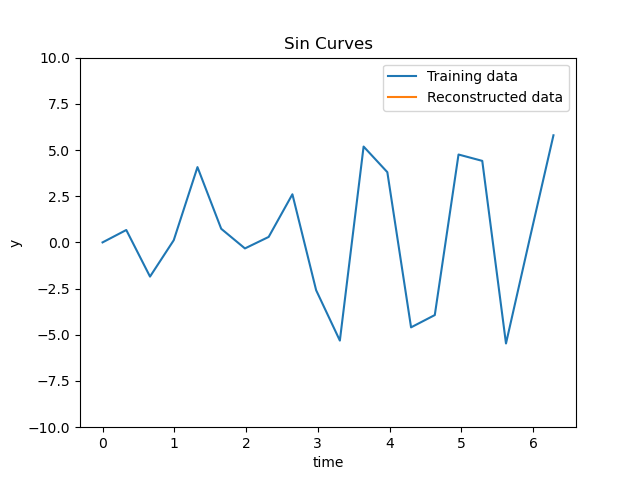 Sin Curves
Training data
Reconstructed data
10.0
7.5
5.0
2.5
0.0
−2.5
−5.0
−7.5
−10.0
y
0 1 2 3 4 5 6
time